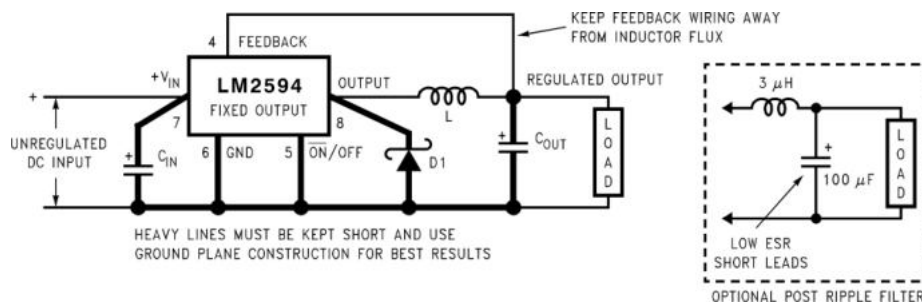 KEEP FEEDBACK WIRING AWAY
FROM INDUCTOR FLUX
4 FEEDBACK
+V_IN
LM2594
FIXED OUTPUT
OUTPUT
REGULATED OUTPUT
+
7
8
L
UNREGULATED
DC INPUT
+
C_IN
6 GND
5 O̅N̅/OFF
D1
+
C_OUT
LOAD
HEAVY LINES MUST BE KEPT SHORT AND USE
GROUND PLANE CONSTRUCTION FOR BEST RESULTS
3 μH
+
100 μF
LOAD
LOW ESR
SHORT LEADS
OPTIONAL POST RIPPLE FILTER